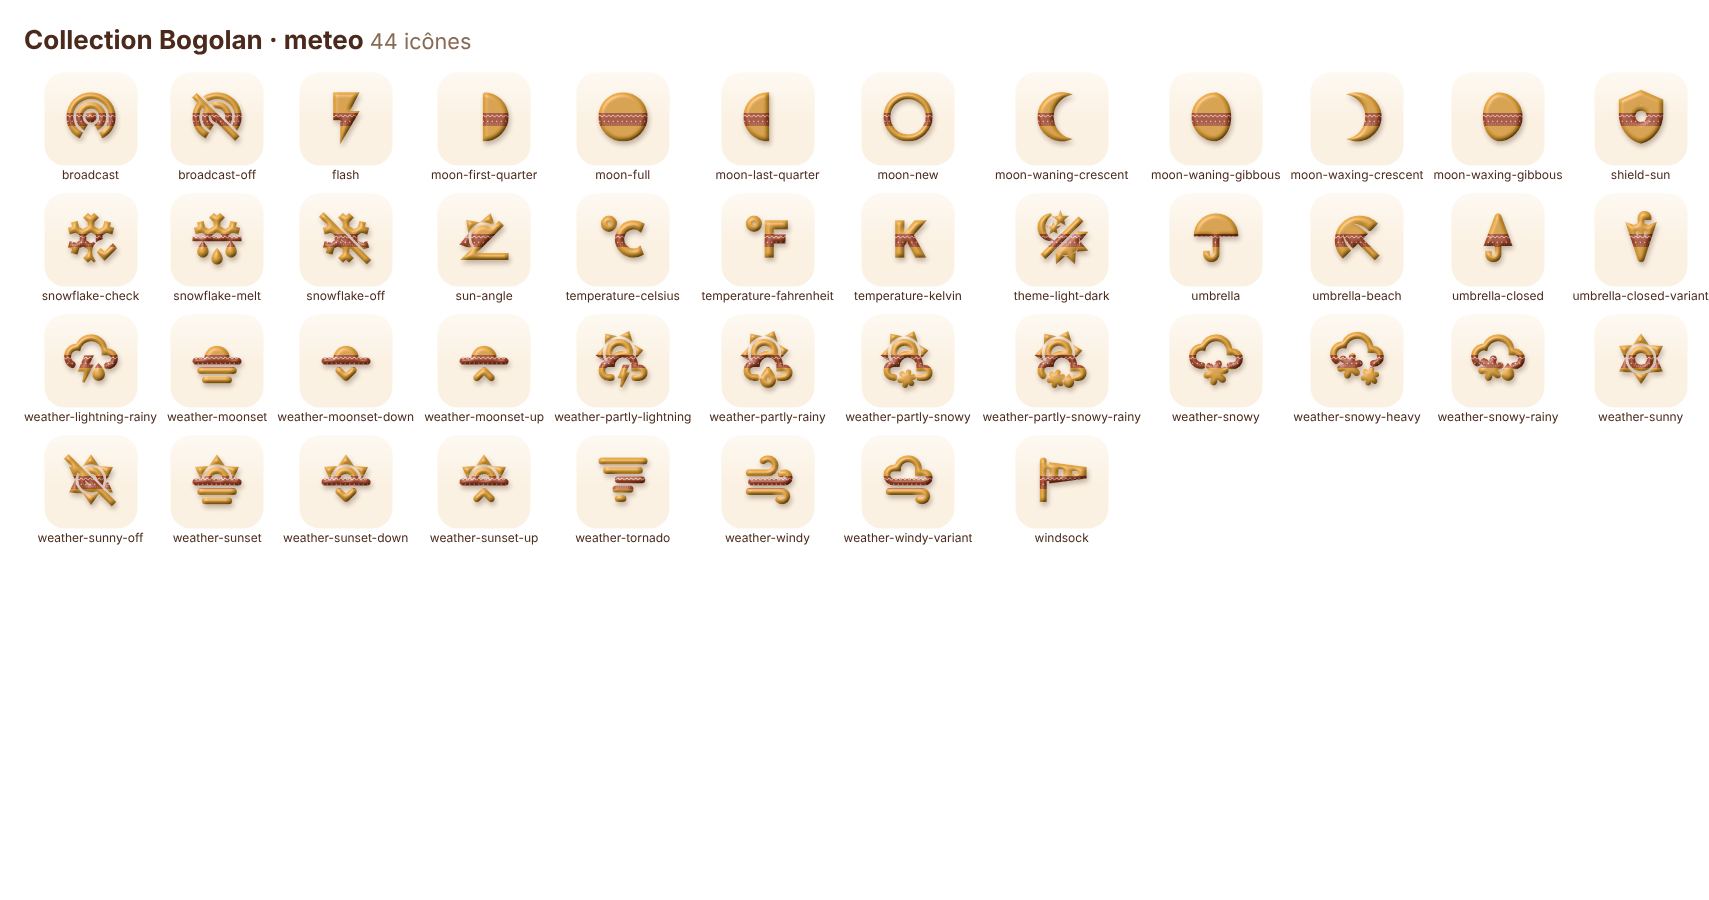 Collection Bogolan · meteo 44 icônes
broadcast broadcast-off flash moon-first-quarter moon-full moon-last-quarter moon-new moon-waning-crescent moon-waning-gibbous moon-waxing-crescent moon-waxing-gibbous shield-sun
°C °F K
snowflake-check snowflake-melt snowflake-off sun-angle temperature-celsius temperature-fahrenheit temperature-kelvin theme-light-dark umbrella umbrella-beach umbrella-closed umbrella-closed-variant
weather-lightning-rainy weather-moonset weather-moonset-down weather-moonset-up weather-partly-lightning weather-partly-rainy weather-partly-snowy weather-partly-snowy-rainy weather-snowy weather-snowy-heavy weather-snowy-rainy weather-sunny
weather-sunny-off weather-sunset weather-sunset-down weather-sunset-up weather-tornado weather-windy weather-windy-variant windsock